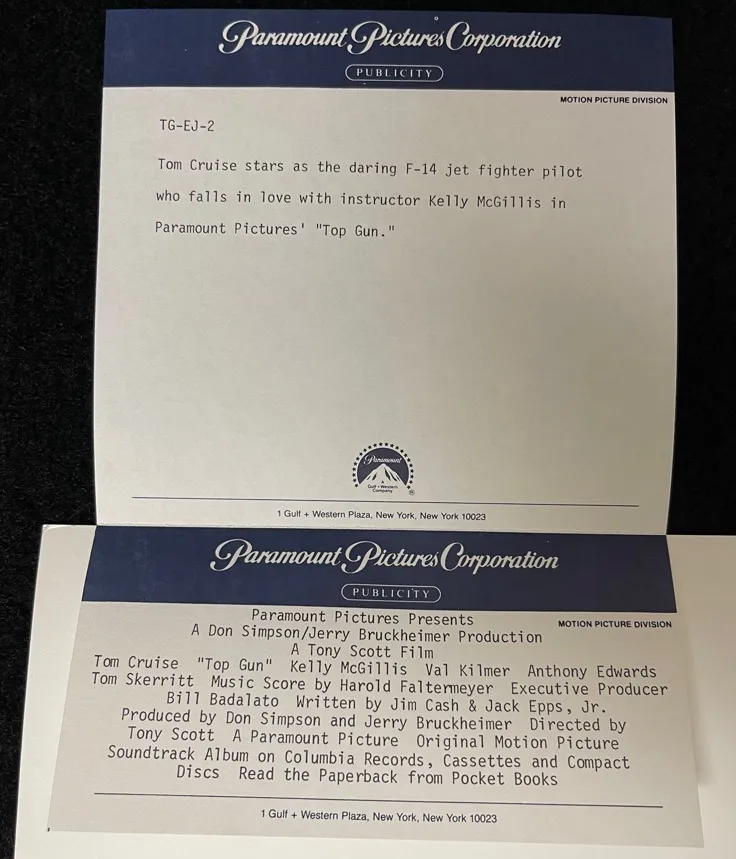 Paramount Pictures Corporation
PUBLICITY
MOTION PICTURE DIVISION
TG-EJ-2
Tom Cruise stars as the daring F-14 jet fighter pilot
who falls in love with instructor Kelly McGillis in
Paramount Pictures' "Top Gun."
Paramount
A
Gulf+Western
Company
®
1 Gulf + Western Plaza, New York, New York 10023
Paramount Pictures Corporation
PUBLICITY
MOTION PICTURE DIVISION
Paramount Pictures Presents
A Don Simpson/Jerry Bruckheimer Production
A Tony Scott Film
Tom Cruise "Top Gun" Kelly McGillis Val Kilmer Anthony Edwards
Tom Skerritt Music Score by Harold Faltermeyer Executive Producer
Bill Badalato Written by Jim Cash & Jack Epps, Jr.
Produced by Don Simpson and Jerry Bruckheimer Directed by
Tony Scott A Paramount Picture Original Motion Picture
Soundtrack Album on Columbia Records, Cassettes and Compact
Discs Read the Paperback from Pocket Books
1 Gulf + Western Plaza, New York, New York 10023